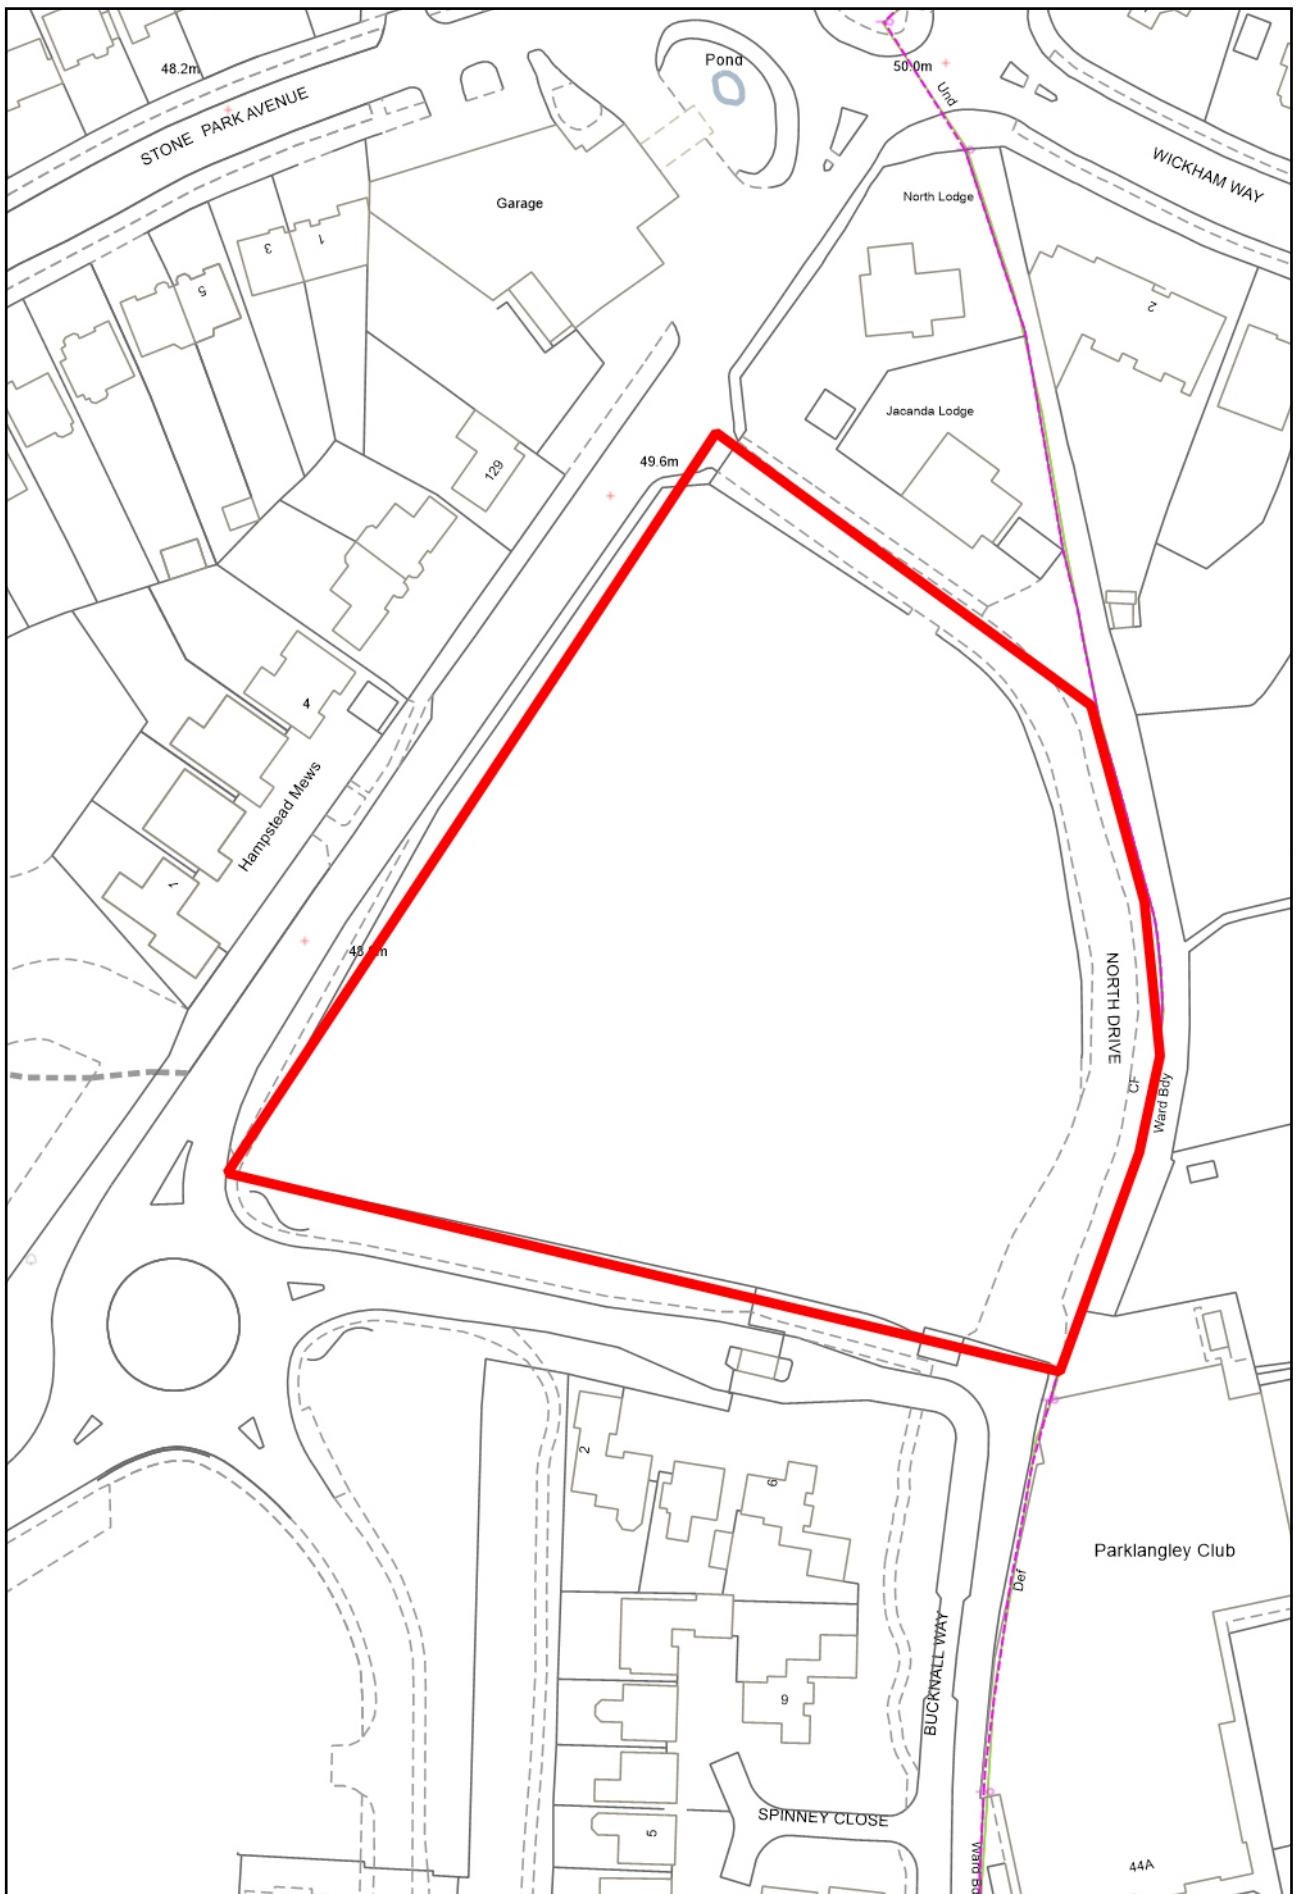 Pond
48.2m
50.0m
Und
STONE PARK AVENUE
WICKHAM WAY
North Lodge
Garage
3
1
5
2
Jacanda Lodge
49.6m
129
4
Hampstead Mews
1
NORTH DRIVE
CF
Ward Bdy
2
6
Parklangley Club
Def
BUCKNALL WAY
9
SPINNEY CLOSE
5
44A